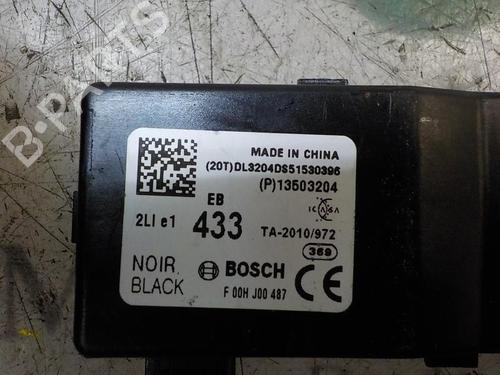 B-PARTS
MADE IN CHINA
(20T)DL3204DS51530396
(P)13503204
EB
2LI e1 433
ICASA
TA-2010/972
369
NOIR
BLACK
BOSCH
F 00H J00 487
CE